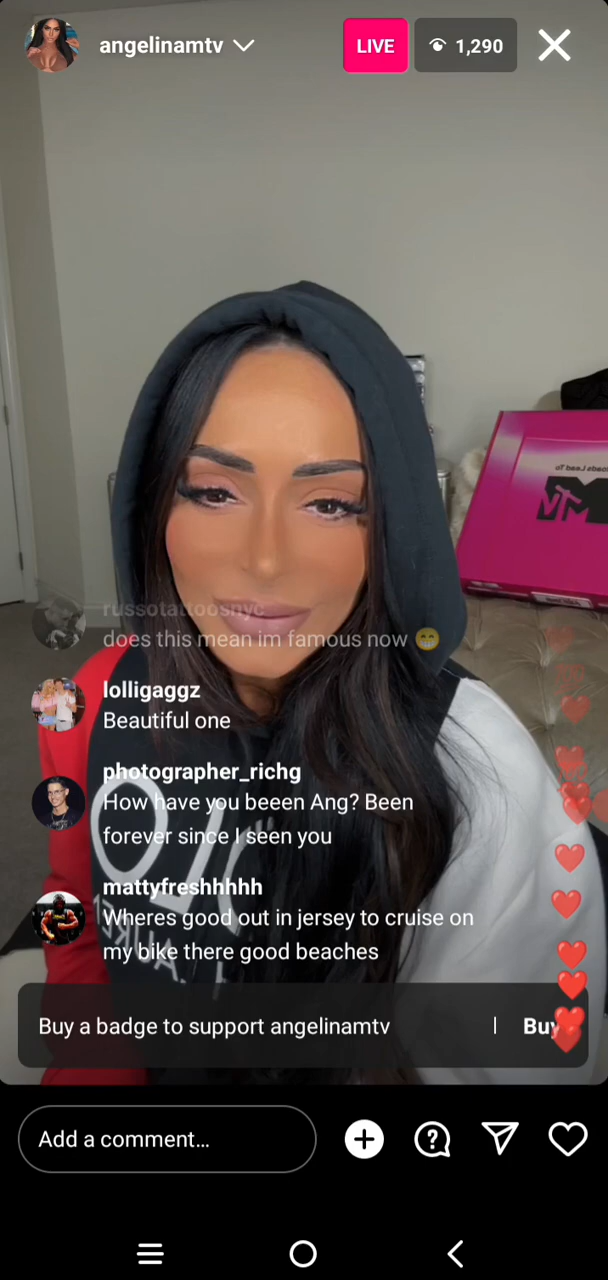 angelinamtv
LIVE
1,290
russotattoosnyc
does this mean im famous now 😁
lolligaggz
Beautiful one
photographer_richg
How have you beeen Ang? Been
forever since I seen you
mattyfreshhhhh
Wheres good out in jersey to cruise on
my bike there good beaches
Buy a badge to support angelinamtv
Buy
Add a comment...